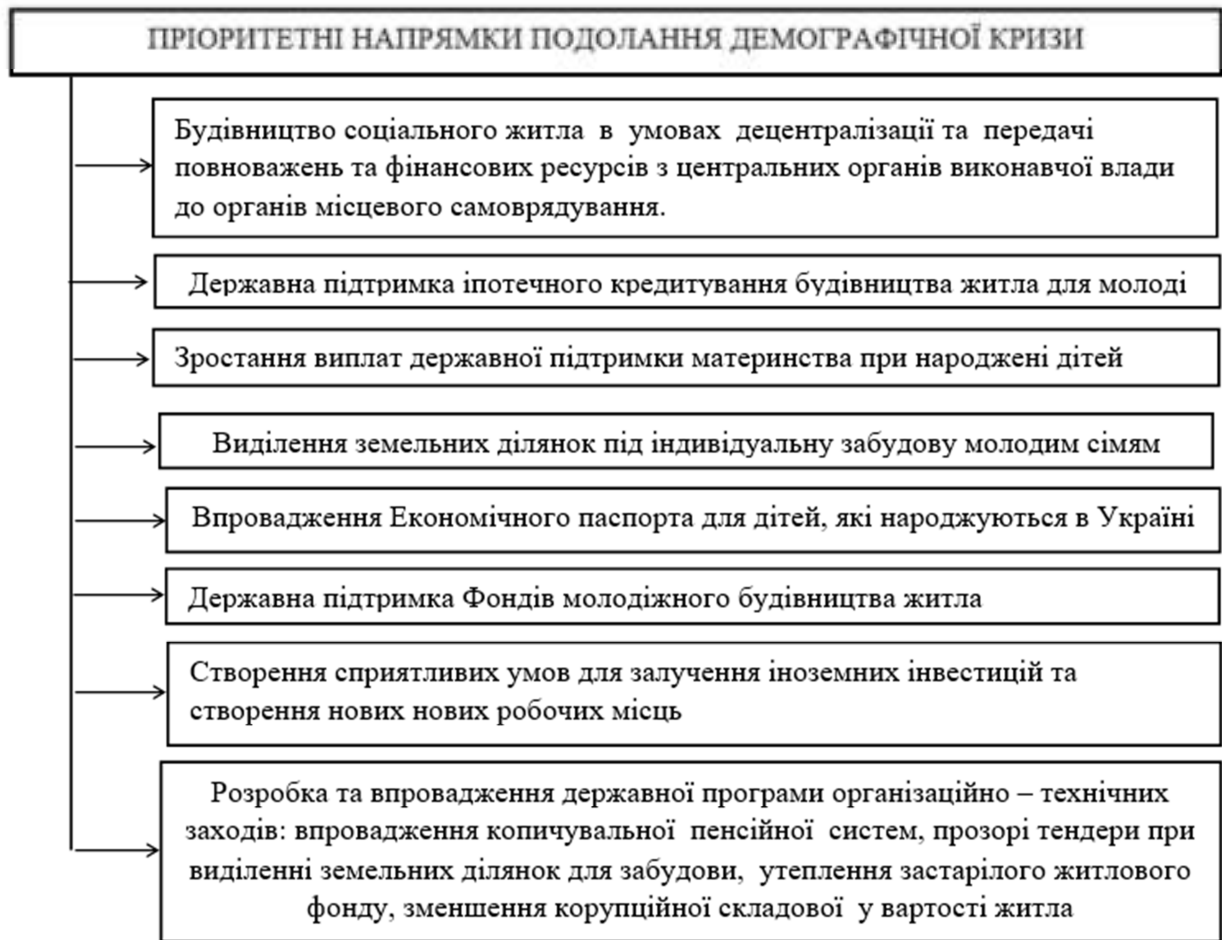 ПРІОРИТЕТНІ НАПРЯМКИ ПОДОЛАННЯ ДЕМОГРАФІЧНОЇ КРИЗИ
Будівництво соціального житла в умовах децентралізації та передачі
повноважень та фінансових ресурсів з центральних органів виконавчої влади
до органів місцевого самоврядування.
Державна підтримка іпотечного кредитування будівництва житла для молоді
Зростання виплат державної підтримки материнства при народжені дітей
Виділення земельних ділянок під індивідуальну забудову молодим сімям
Впровадження Економічного паспорта для дітей, які народжуються в Україні
Державна підтримка Фондів молодіжного будівництва житла
Створення сприятливих умов для залучення іноземних інвестицій та
створення нових нових робочих місць
Розробка та впровадження державної програми організаційно – технічних
заходів: впровадження копичувальної пенсійної систем, прозорі тендери при
виділенні земельних ділянок для забудови, утеплення застарілого житлового
фонду, зменшення корупційної складової у вартості житла